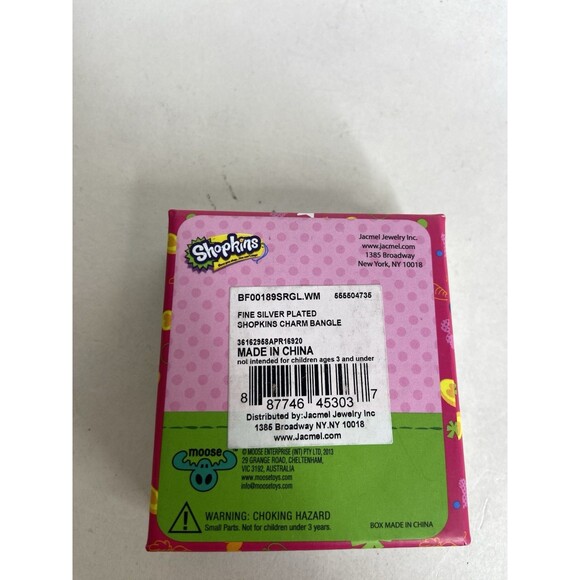 Shopkins
Jacmel Jewelry Inc.
www.jacmel.com
1385 Broadway
New York, NY 10018
BF00189SRGL.WM 555504735
FINE SILVER PLATED
SHOPKINS CHARM BANGLE
36162958APR16920
MADE IN CHINA
not intended for children ages 3 and under
8 87746 45303 7
Distributed by:Jacmel Jewelry Inc
1385 Broadway NY.NY 10018
www.Jacmel.com
moose
© MOOSE ENTERPRISE (INT) PTY LTD, 2013
29 GRANGE ROAD, CHELTENHAM,
VIC 3192, AUSTRALIA
www.moosetoys.com
info@moosetoys.com
WARNING: CHOKING HAZARD
Small Parts. Not for children under 3 years.
BOX MADE IN CHINA